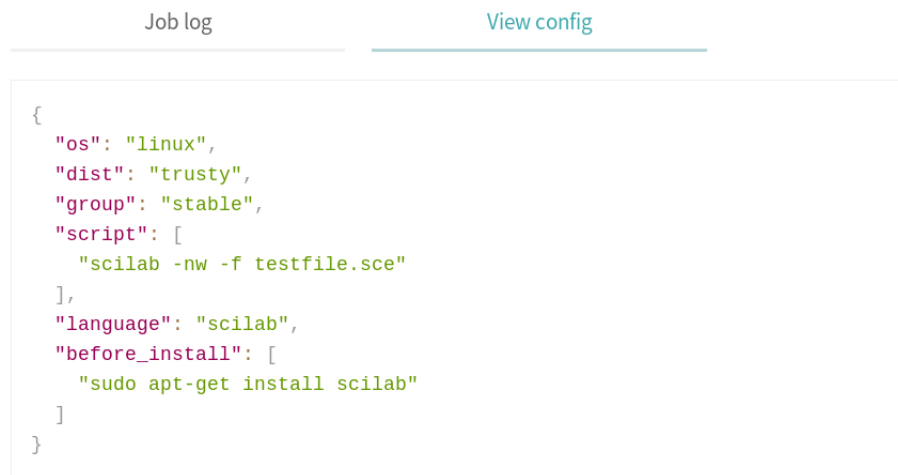 Job log
View config
{
  "os": "linux",
  "dist": "trusty",
  "group": "stable",
  "script": [
    "scilab -nw -f testfile.sce"
  ],
  "language": "scilab",
  "before_install": [
    "sudo apt-get install scilab"
  ]
}